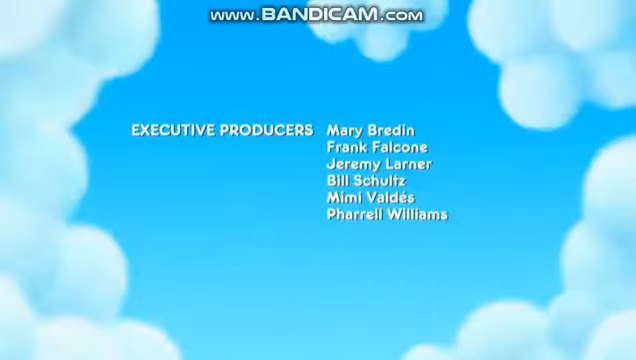 www.BANDICAM.com
EXECUTIVE PRODUCERS Mary Bredin
Frank Falcone
Jeremy Larner
Bill Schultz
Mimi Valdés
Pharrell Williams